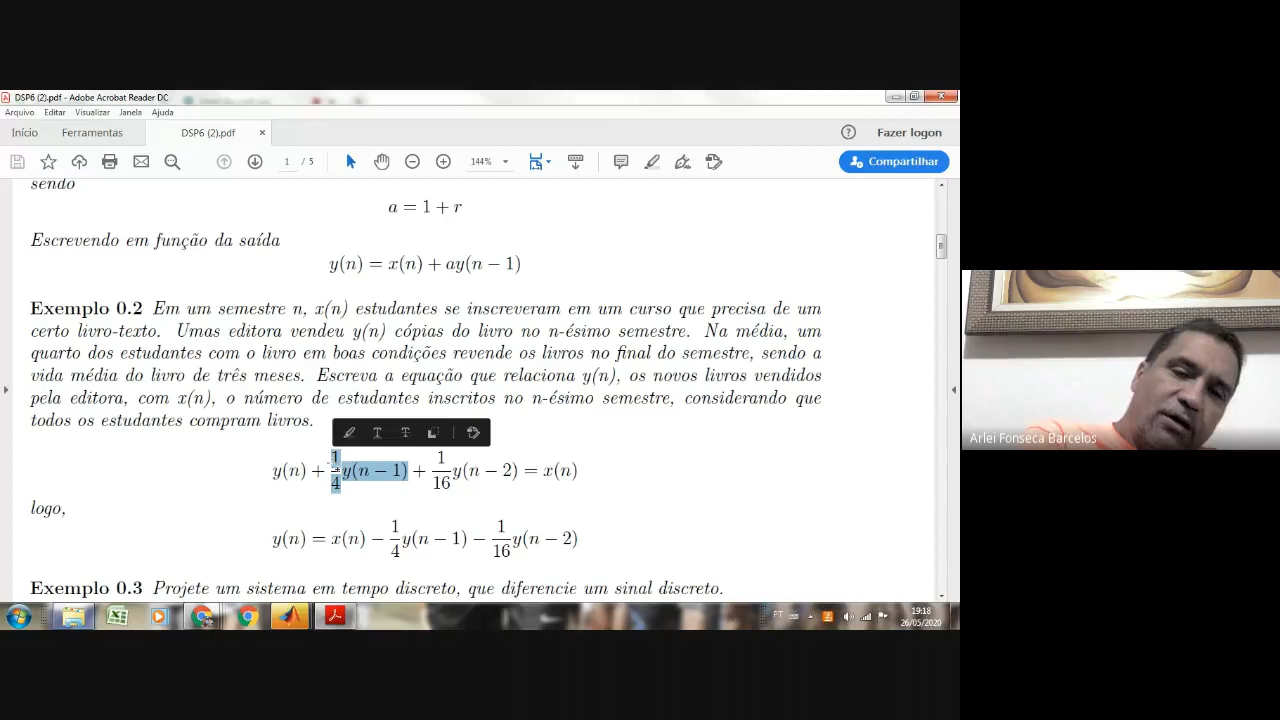 DSP6 (2).pdf - Adobe Acrobat Reader DC
Arquivo Editar Visualizar Janela Ajuda
Início Ferramentas DSP6 (2).pdf × ? Fazer logon
1 / 5 144% Compartilhar
sendo
a = 1 + r
Escrevendo em função da saída
y(n) = x(n) + ay(n − 1)
Exemplo 0.2 Em um semestre n, x(n) estudantes se inscreveram em um curso que precisa de um
certo livro-texto. Umas editora vendeu y(n) cópias do livro no n-ésimo semestre. Na média, um
quarto dos estudantes com o livro em boas condições revende os livros no final do semestre, sendo a
vida média do livro de três meses. Escreva a equação que relaciona y(n), os novos livros vendidos
pela editora, com x(n), o número de estudantes inscritos no n-ésimo semestre, considerando que
todos os estudantes compram livros.
y(n) + 1/4 y(n − 1) + 1/16 y(n − 2) = x(n)
logo,
y(n) = x(n) − 1/4 y(n − 1) − 1/16 y(n − 2)
Exemplo 0.3 Projete um sistema em tempo discreto, que diferencie um sinal discreto.
PT 19:18
26/05/2020
Arlei Fonseca Barcelos